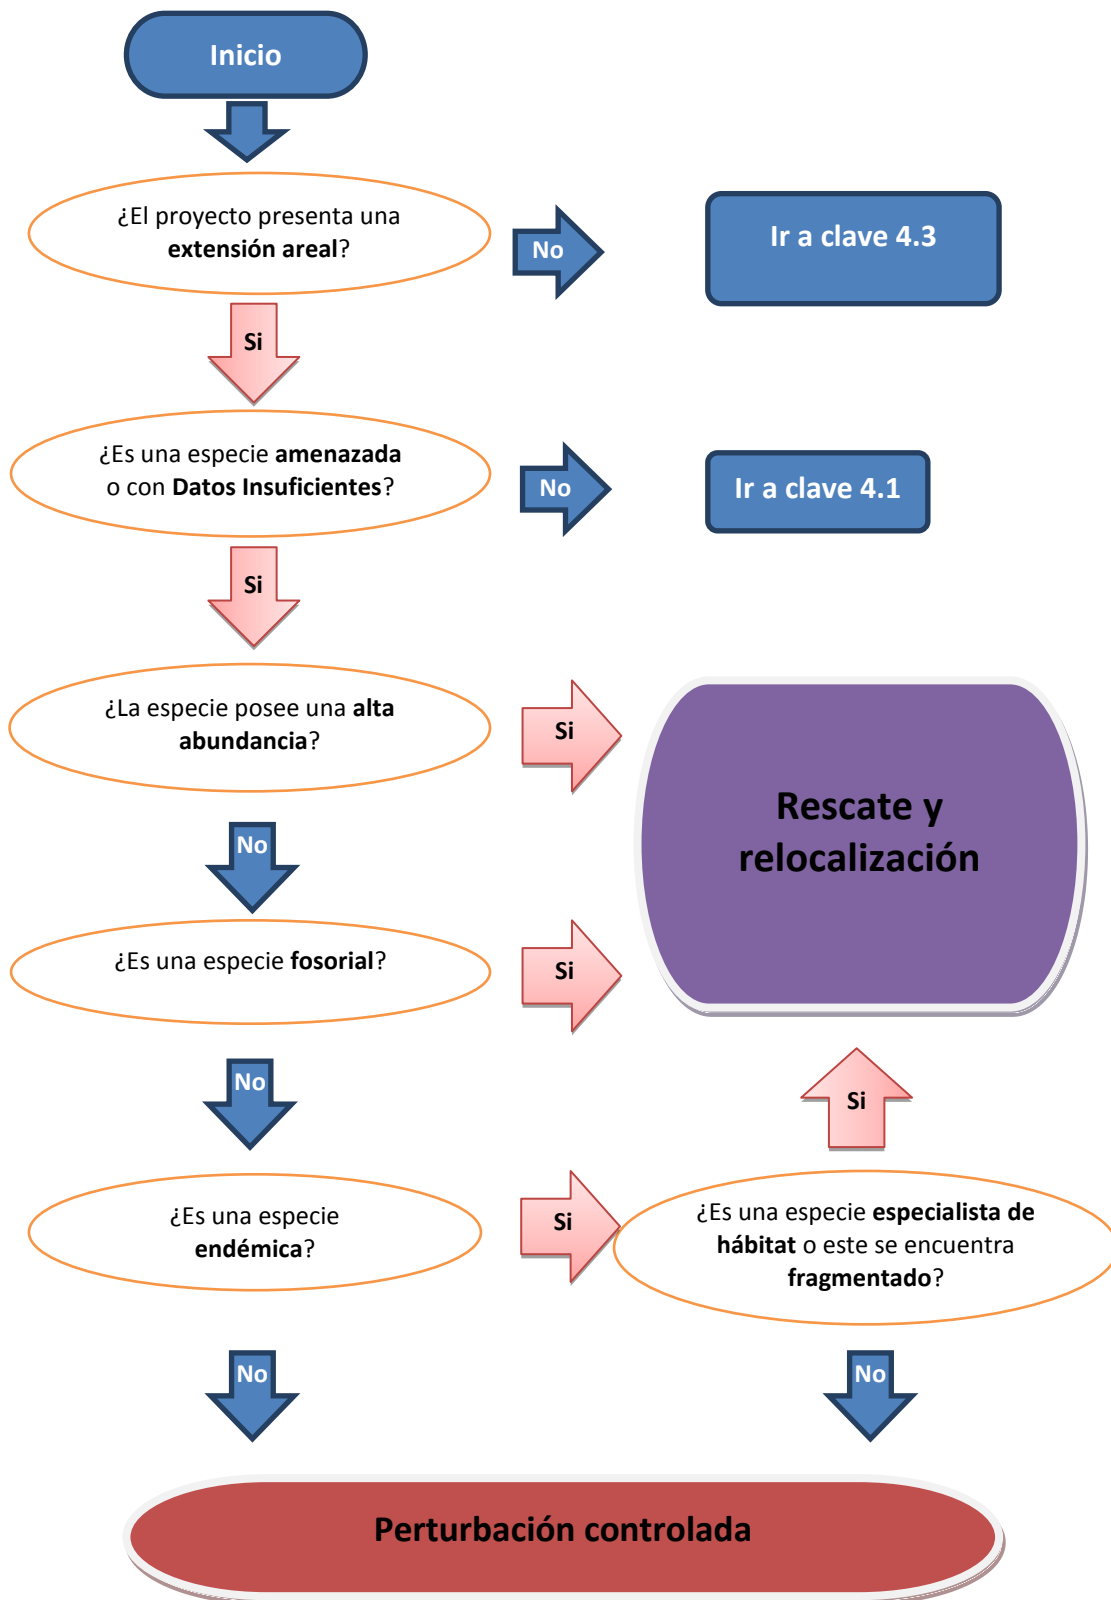 Inicio
¿El proyecto presenta una
extensión areal?
No
Ir a clave 4.3
Si
¿Es una especie amenazada
o con Datos Insuficientes?
No
Ir a clave 4.1
Si
¿La especie posee una alta
abundancia?
Si
Rescate y
relocalización
No
¿Es una especie fosorial?
Si
No
Si
¿Es una especie
endémica?
Si
¿Es una especie especialista de
hábitat o este se encuentra
fragmentado?
No
No
Perturbación controlada